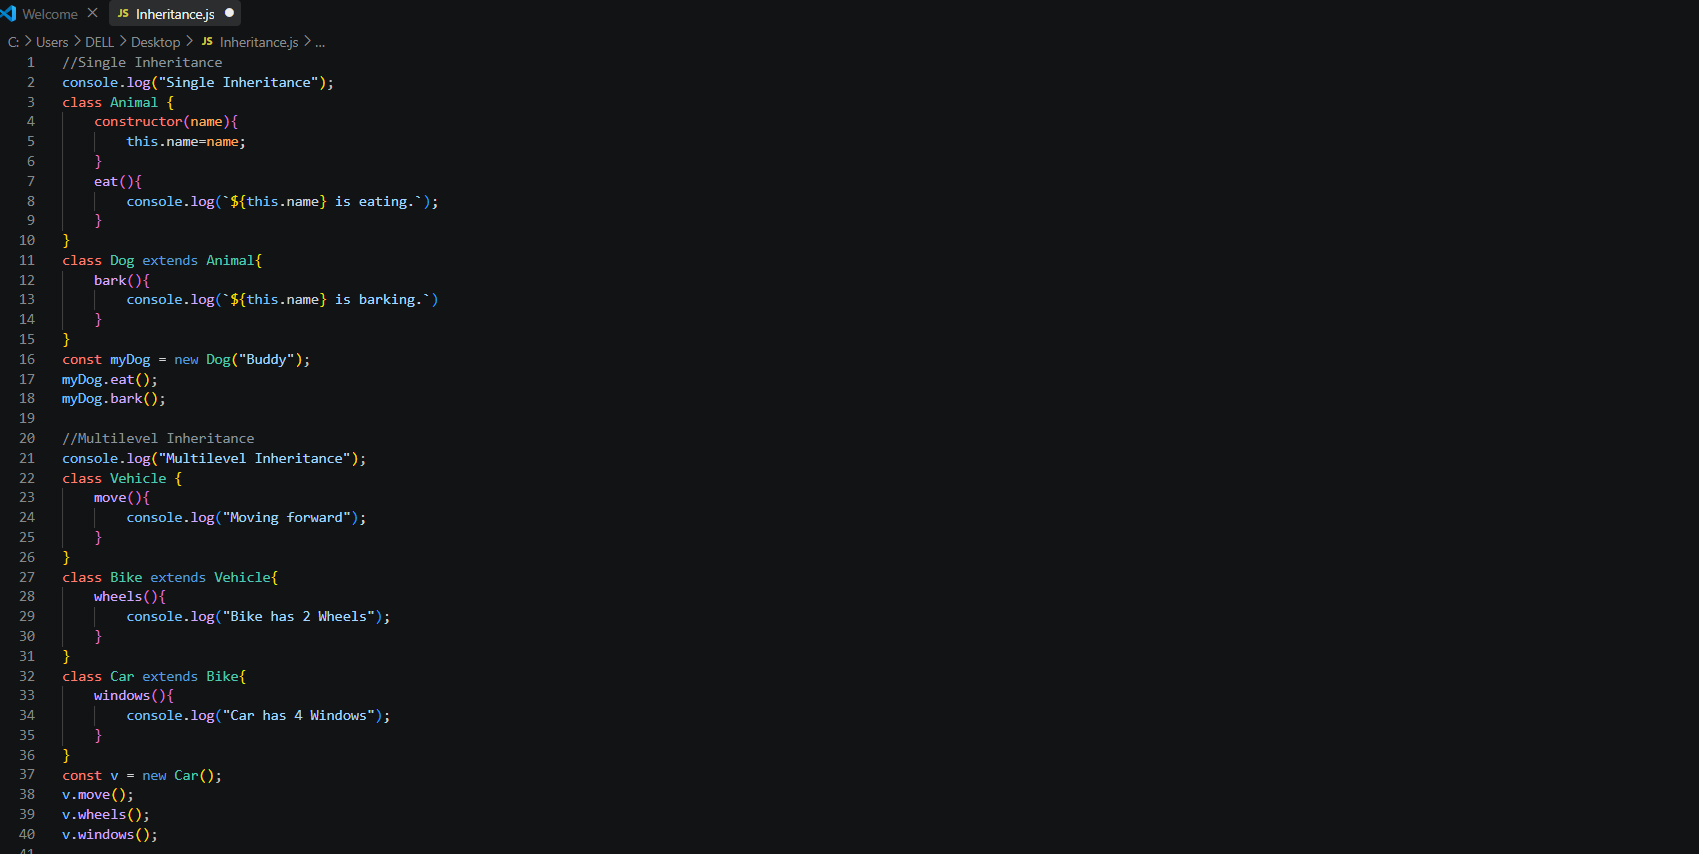 Welcome
JS Inheritance.js
C: > Users > DELL > Desktop > JS Inheritance.js > ...
1 //Single Inheritance
2 console.log("Single Inheritance");
3 class Animal {
4     constructor(name){
5         this.name=name;
6     }
7     eat(){
8         console.log(`${this.name} is eating.`);
9     }
10 }
11 class Dog extends Animal{
12     bark(){
13         console.log(`${this.name} is barking.`)
14     }
15 }
16 const myDog = new Dog("Buddy");
17 myDog.eat();
18 myDog.bark();
19
20 //Multilevel Inheritance
21 console.log("Multilevel Inheritance");
22 class Vehicle {
23     move(){
24         console.log("Moving forward");
25     }
26 }
27 class Bike extends Vehicle{
28     wheels(){
29         console.log("Bike has 2 Wheels");
30     }
31 }
32 class Car extends Bike{
33     windows(){
34         console.log("Car has 4 Windows");
35     }
36 }
37 const v = new Car();
38 v.move();
39 v.wheels();
40 v.windows();
41